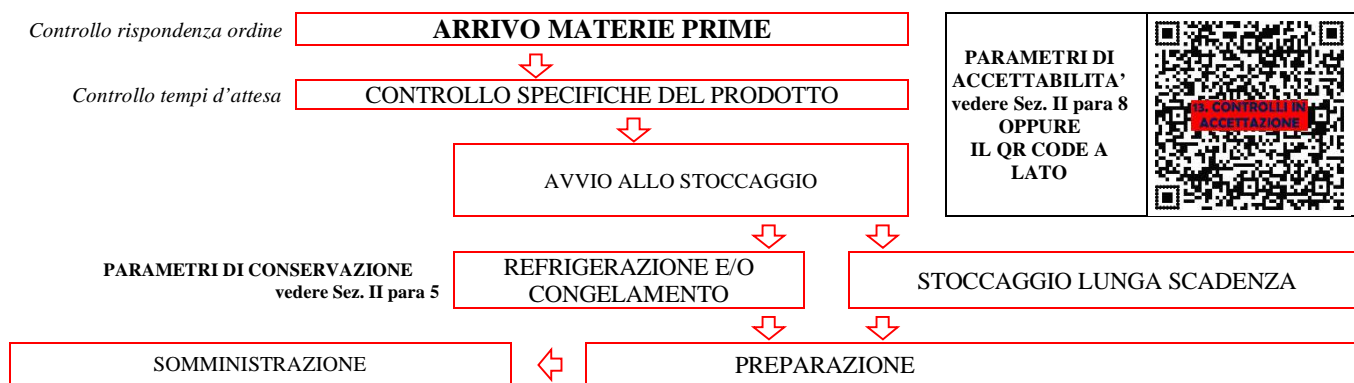 Controllo rispondenza ordine
ARRIVO MATERIE PRIME
Controllo tempi d'attesa
CONTROLLO SPECIFICHE DEL PRODOTTO
PARAMETRI DI
ACCETTABILITA'
vedere Sez. II para 8
OPPURE
IL QR CODE A
LATO
13. CONTROLLI IN
ACCETTAZIONE
AVVIO ALLO STOCCAGGIO
PARAMETRI DI CONSERVAZIONE
vedere Sez. II para 5
REFRIGERAZIONE E/O
CONGELAMENTO
STOCCAGGIO LUNGA SCADENZA
SOMMINISTRAZIONE
PREPARAZIONE